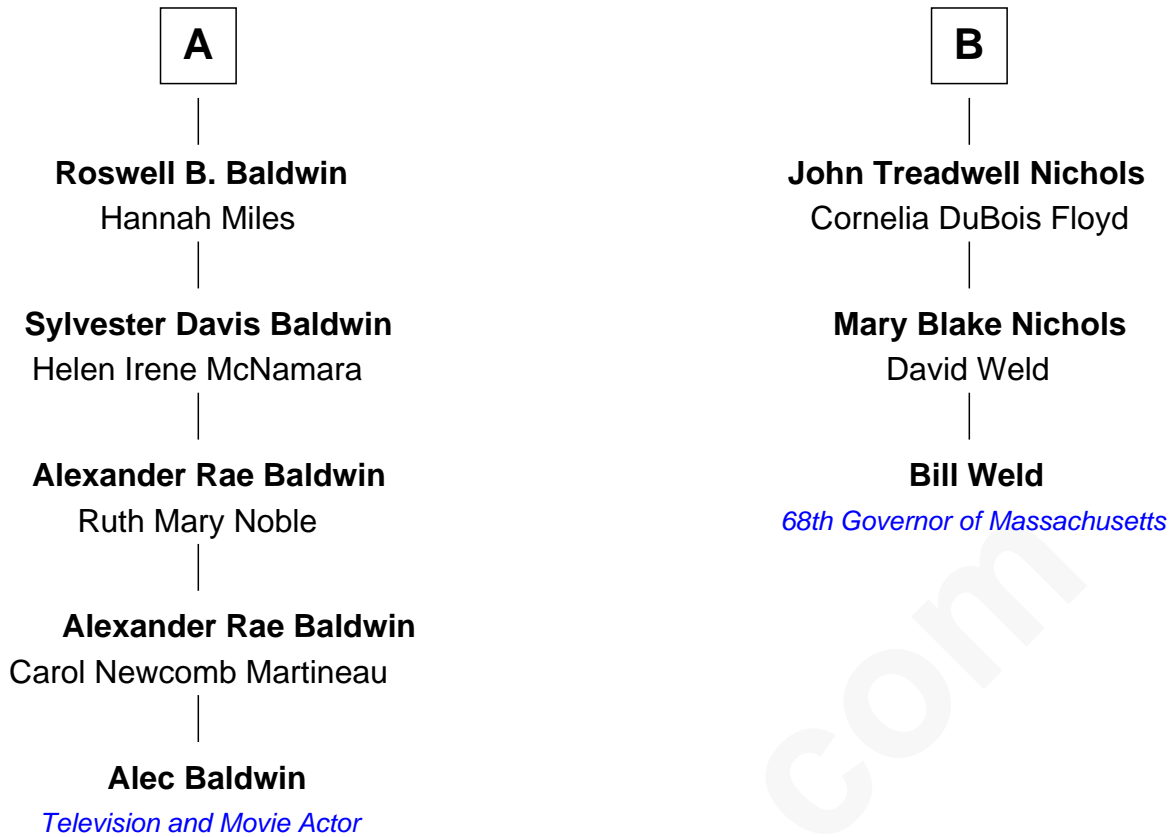 A
Roswell B. Baldwin
Hannah Miles
Sylvester Davis Baldwin
Helen Irene McNamara
Alexander Rae Baldwin
Ruth Mary Noble
Alexander Rae Baldwin
Carol Newcomb Martineau
Alec Baldwin
Television and Movie Actor
B
John Treadwell Nichols
Cornelia DuBois Floyd
Mary Blake Nichols
David Weld
Bill Weld
68th Governor of Massachusetts
com